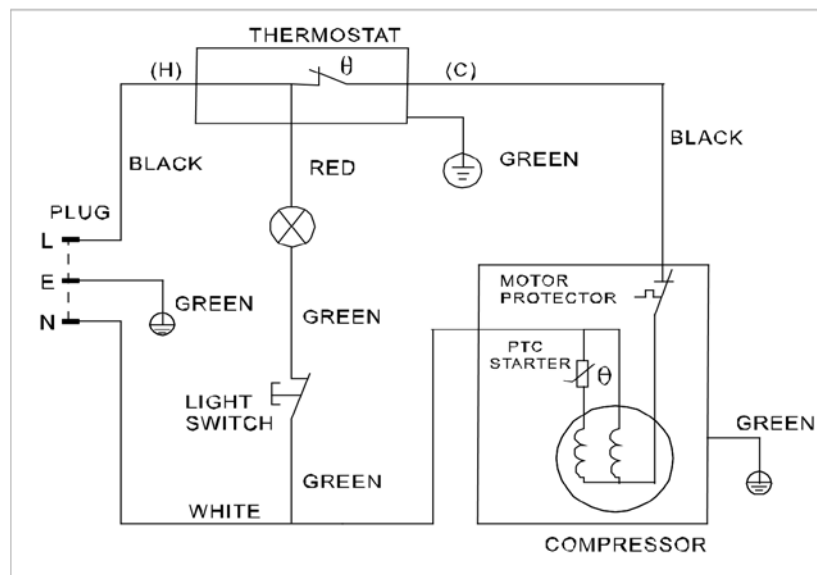 THERMOSTAT
(H)
θ
(C)
BLACK
RED
GREEN
BLACK
PLUG
L
E
N
GREEN
GREEN
MOTOR
PROTECTOR
PTC
STARTER
θ
LIGHT
SWITCH
GREEN
GREEN
WHITE
COMPRESSOR